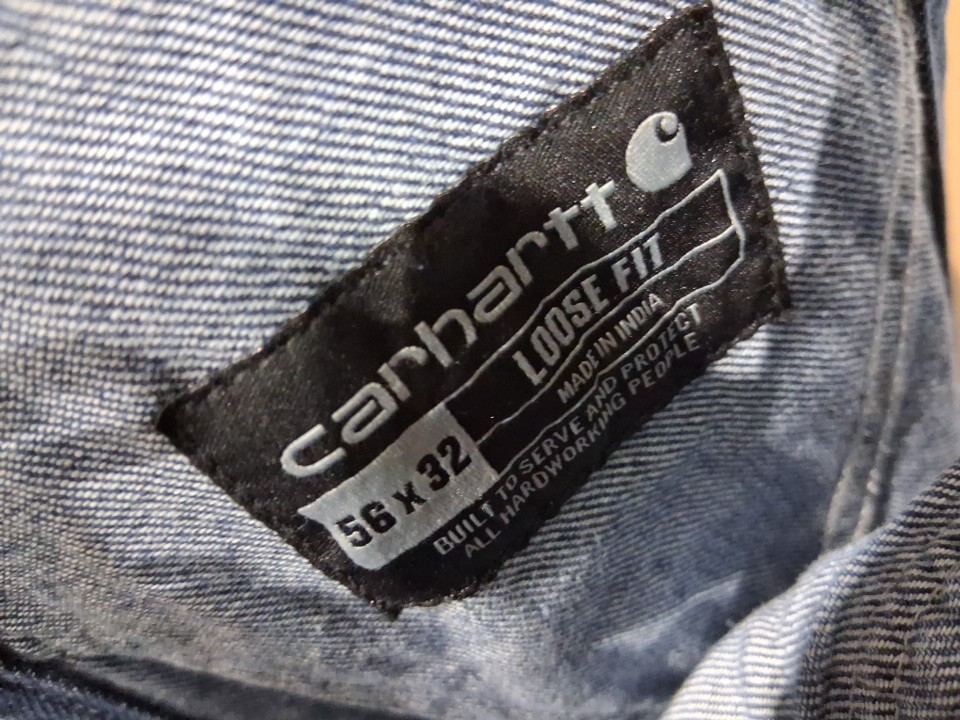 carhartt
LOOSE FIT
56 X 32
MADE IN INDIA
BUILT TO SERVE AND PROTECT
ALL HARDWORKING PEOPLE